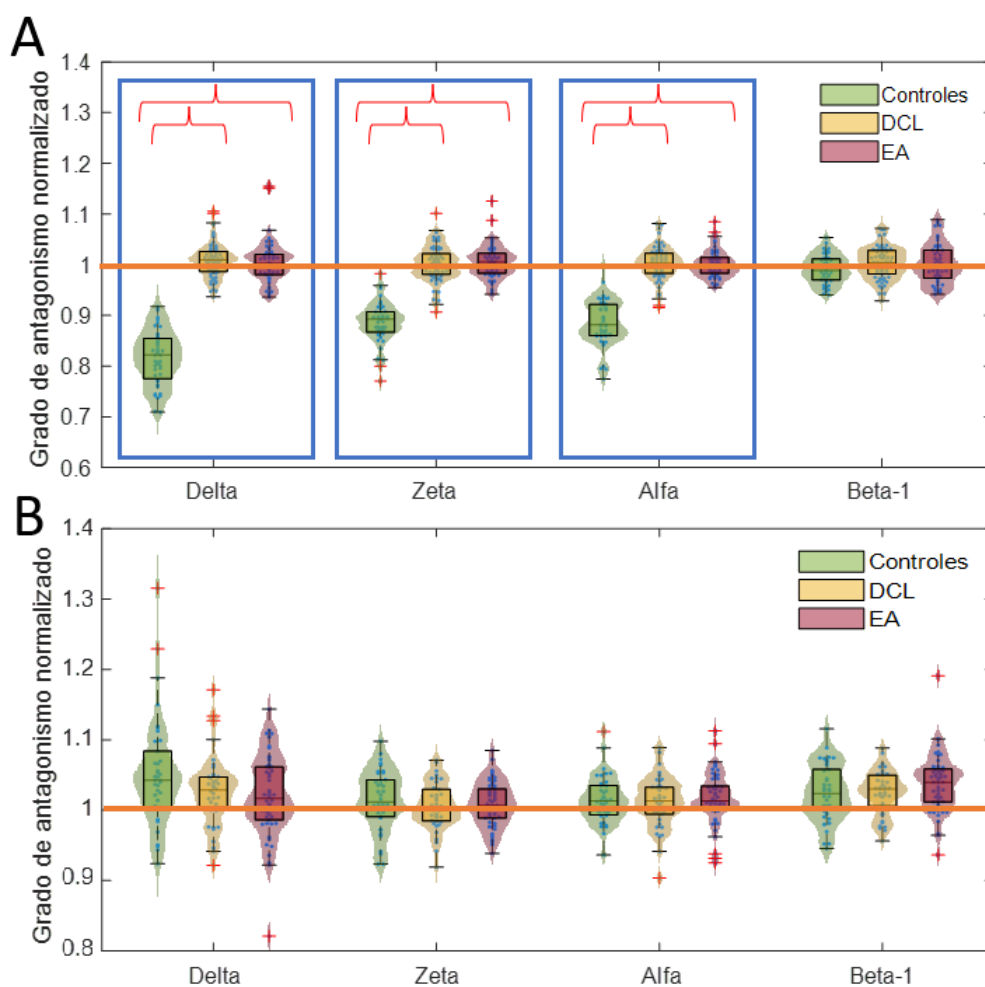 A
Grado de antagonismo normalizado
1.4
1.3
1.2
1.1
1
0.9
0.8
0.7
0.6
Controles
DCL
EA
Delta
Zeta
Alfa
Beta-1
B
Grado de antagonismo normalizado
1.4
1.3
1.2
1.1
1
0.9
0.8
Controles
DCL
EA
Delta
Zeta
Alfa
Beta-1